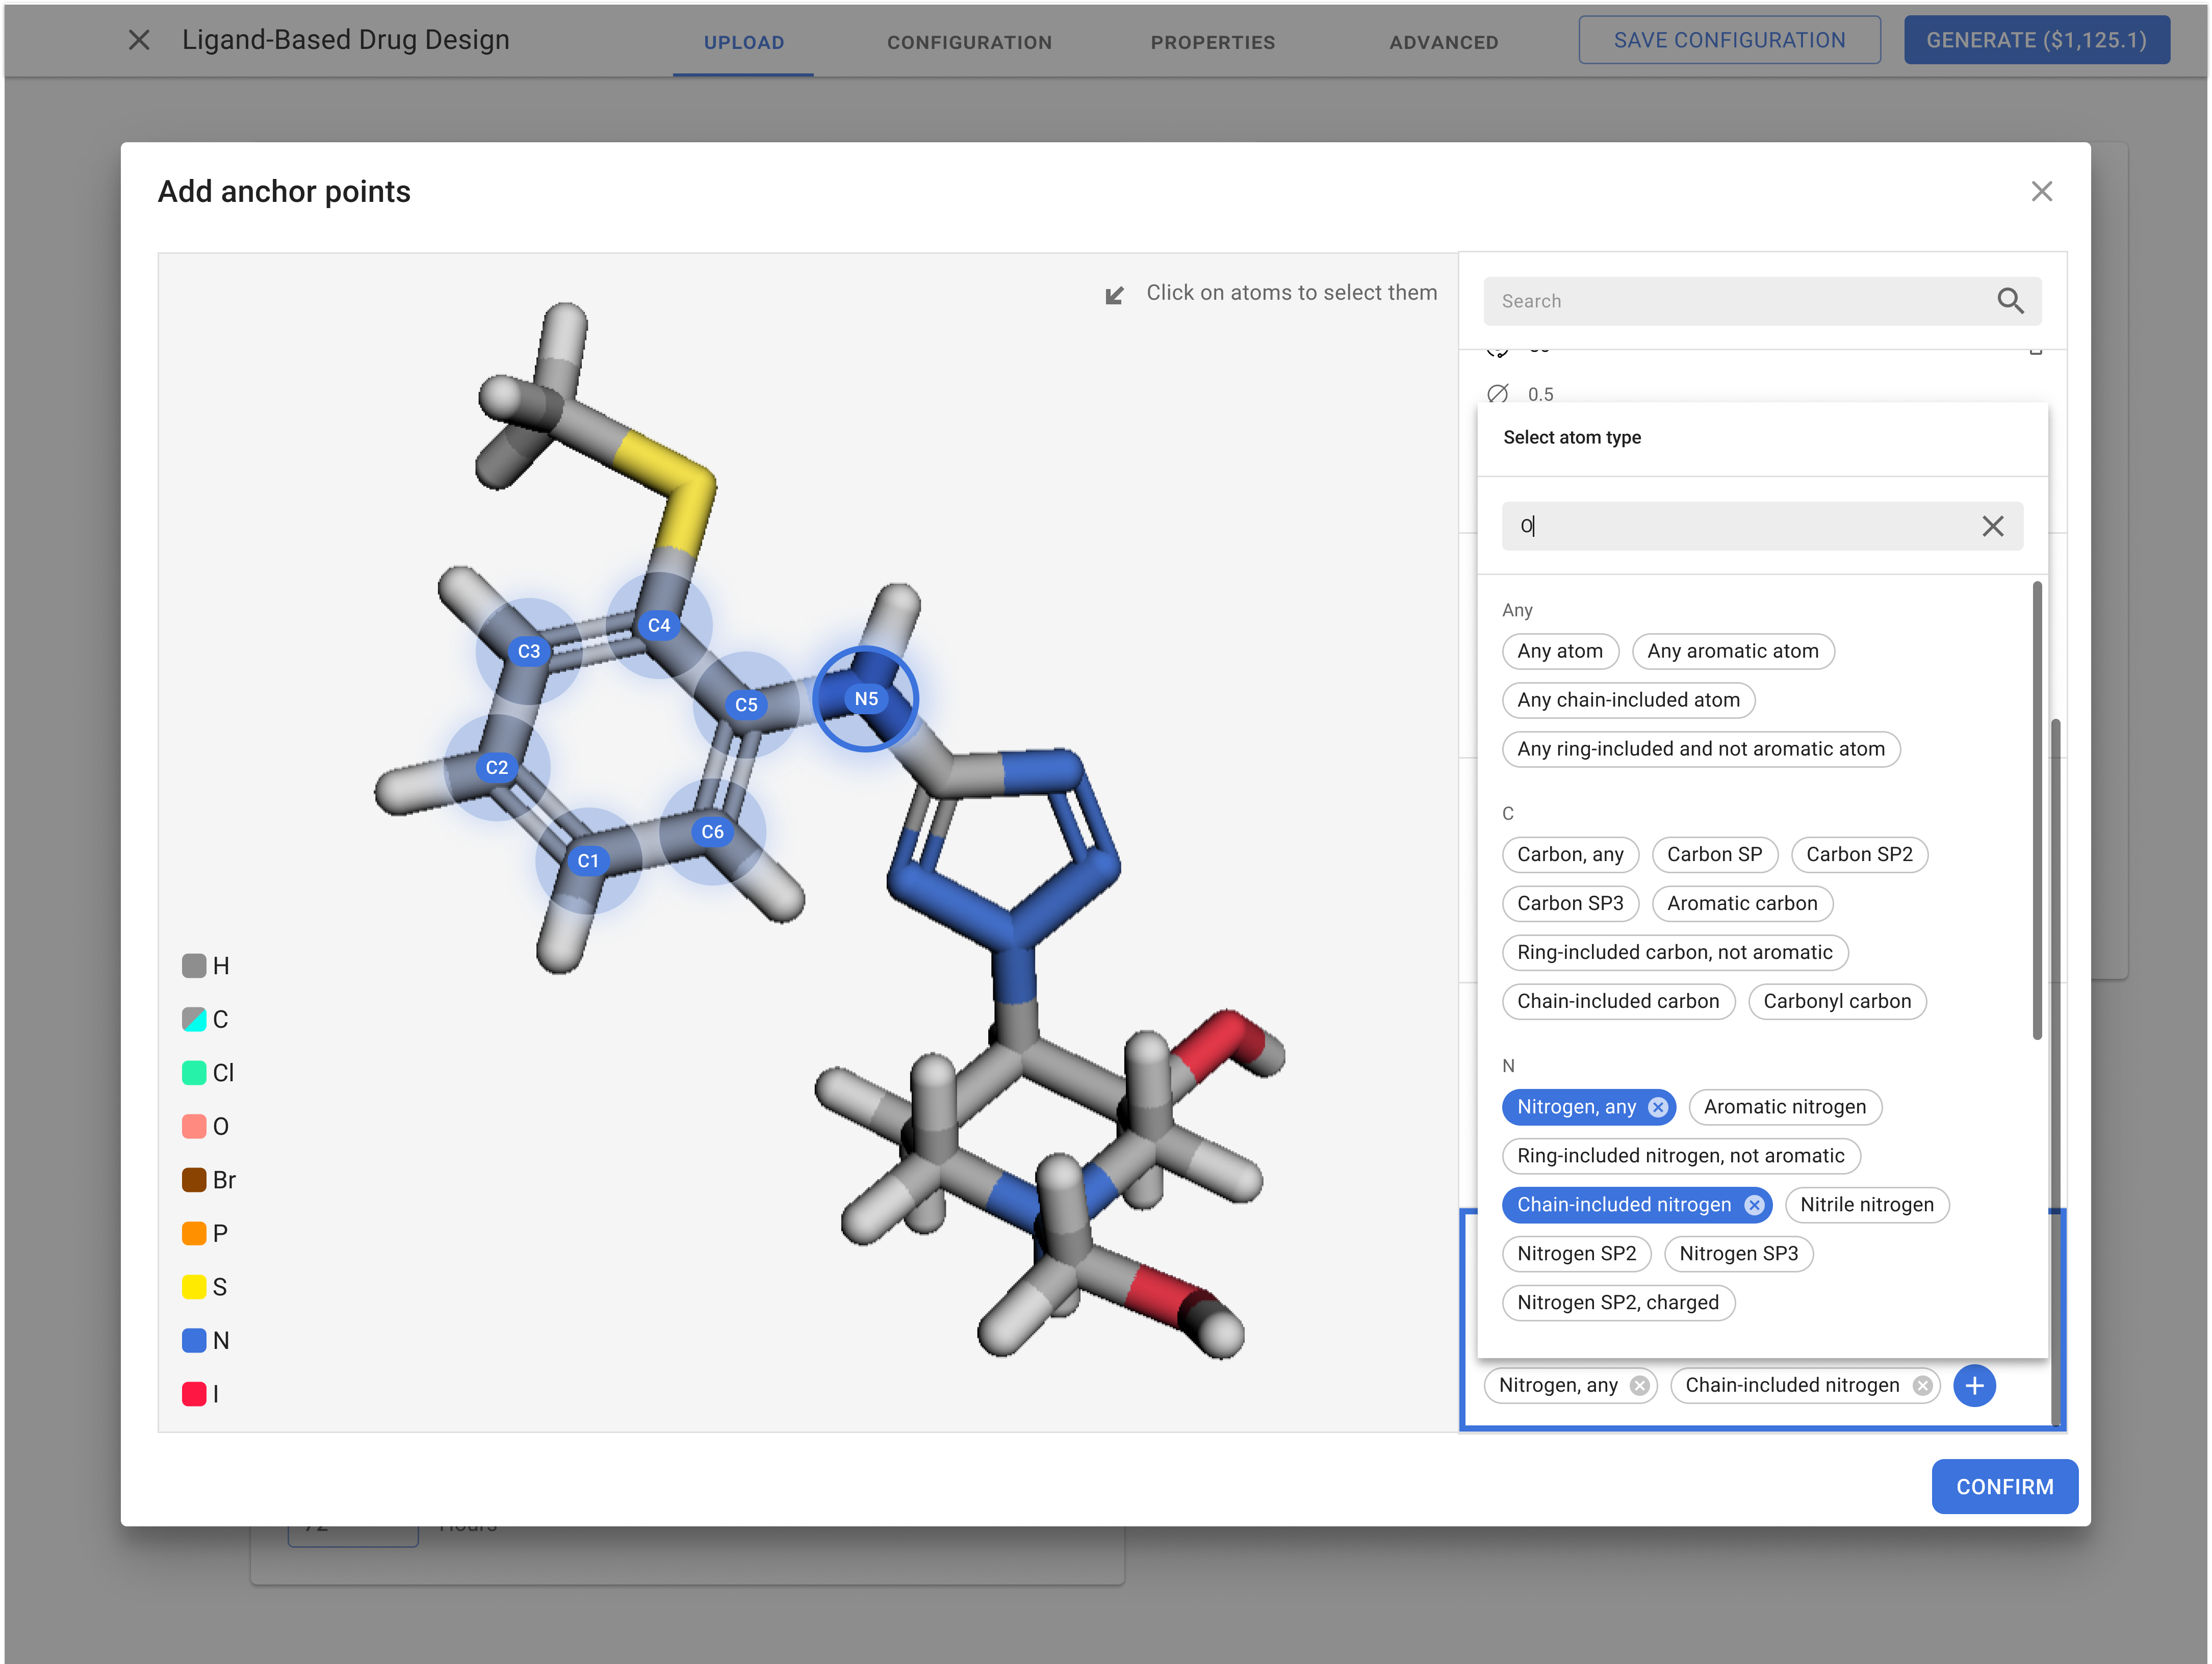 Ligand-Based Drug Design
UPLOAD
CONFIGURATION
PROPERTIES
ADVANCED
SAVE CONFIGURATION
GENERATE ($1,125.1)
Add anchor points
Click on atoms to select them
C4
C3
C5
N5
C2
C6
C1
H
C
Cl
O
Br
P
S
N
I
Search
0.5
Select atom type
O
Any
Any atom
Any aromatic atom
Any chain-included atom
Any ring-included and not aromatic atom
C
Carbon, any
Carbon SP
Carbon SP2
Carbon SP3
Aromatic carbon
Ring-included carbon, not aromatic
Chain-included carbon
Carbonyl carbon
N
Nitrogen, any
Aromatic nitrogen
Ring-included nitrogen, not aromatic
Chain-included nitrogen
Nitrile nitrogen
Nitrogen SP2
Nitrogen SP3
Nitrogen SP2, charged
Nitrogen, any
Chain-included nitrogen
CONFIRM